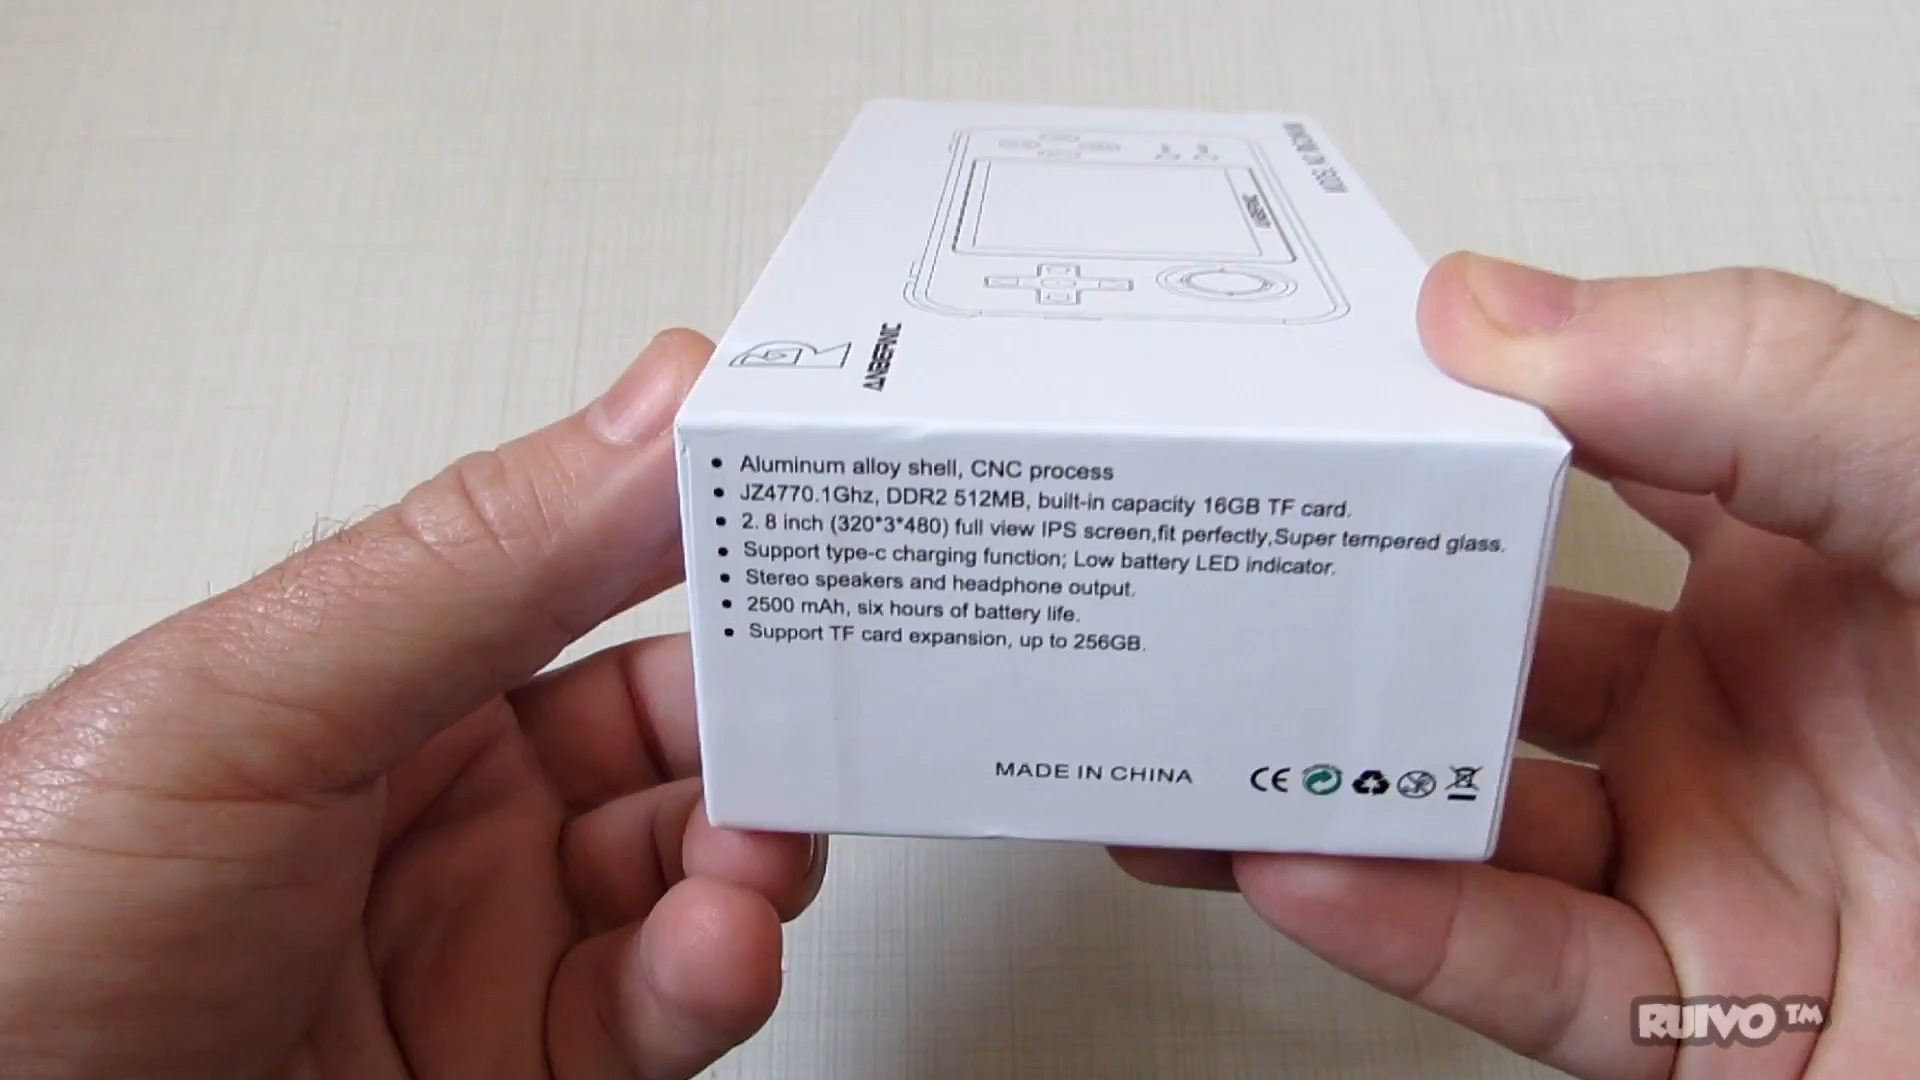 ANBERNIC
• Aluminum alloy shell, CNC process
• JZ4770.1Ghz, DDR2 512MB, built-in capacity 16GB TF card.
• 2. 8 inch (320*3*480) full view IPS screen,fit perfectly,Super tempered glass.
• Support type-c charging function; Low battery LED indicator.
• Stereo speakers and headphone output.
• 2500 mAh, six hours of battery life.
• Support TF card expansion, up to 256GB.
MADE IN CHINA
CE
RUIVO™